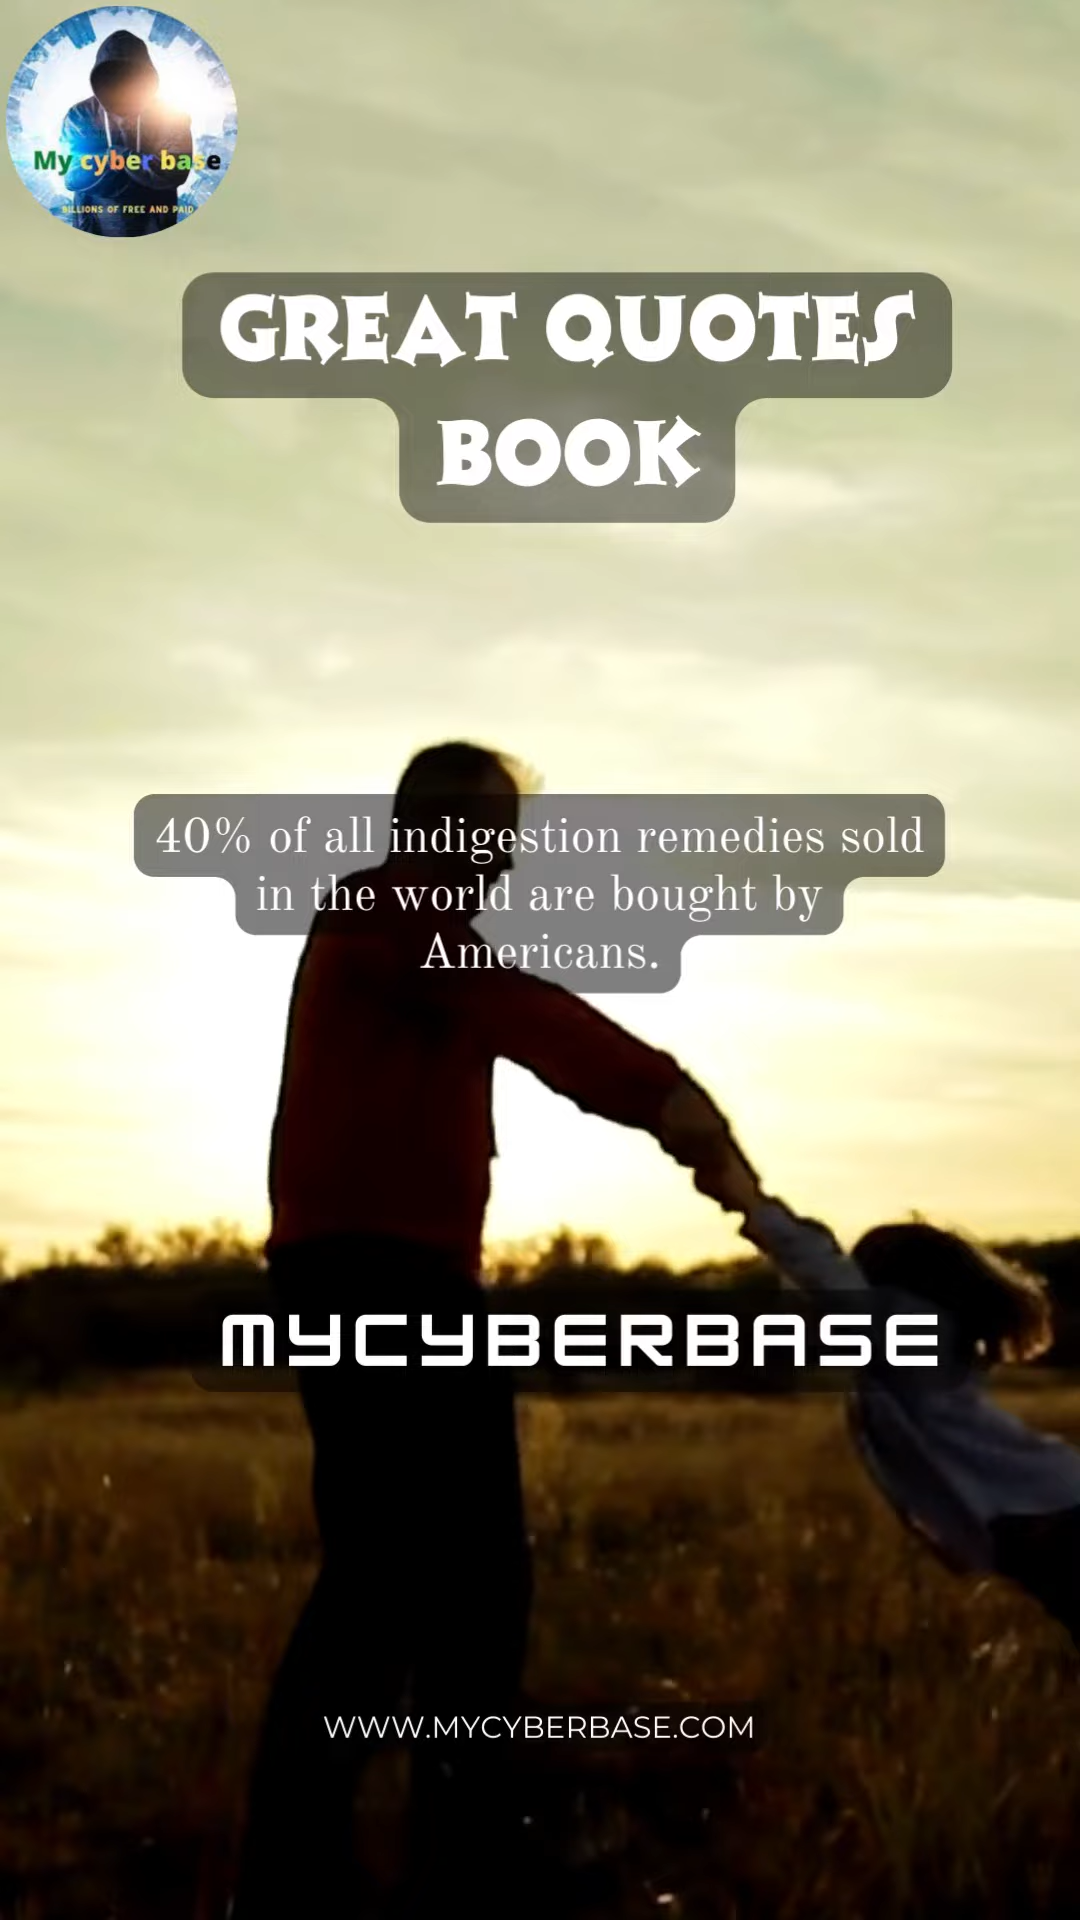 My cyber base
BILLIONS OF FREE AND PAID
GREAT QUOTES
BOOK
40% of all indigestion remedies sold
in the world are bought by
Americans.
MYCYBERBASE
WWW.MYCYBERBASE.COM